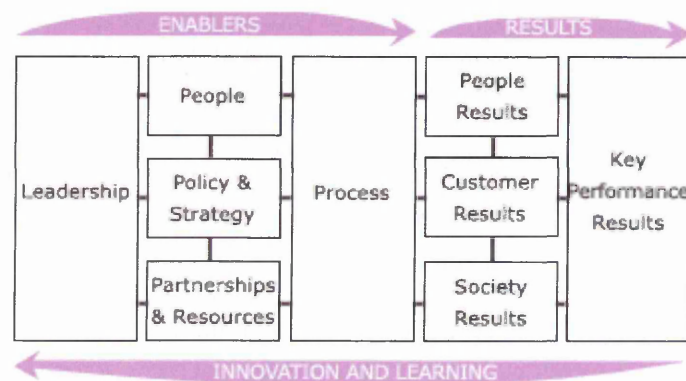 ENABLERS
RESULTS
Leadership
People
Policy &
Strategy
Partnerships
& Resources
Process
People
Results
Customer
Results
Society
Results
Key
Performance
Results
INNOVATION AND LEARNING